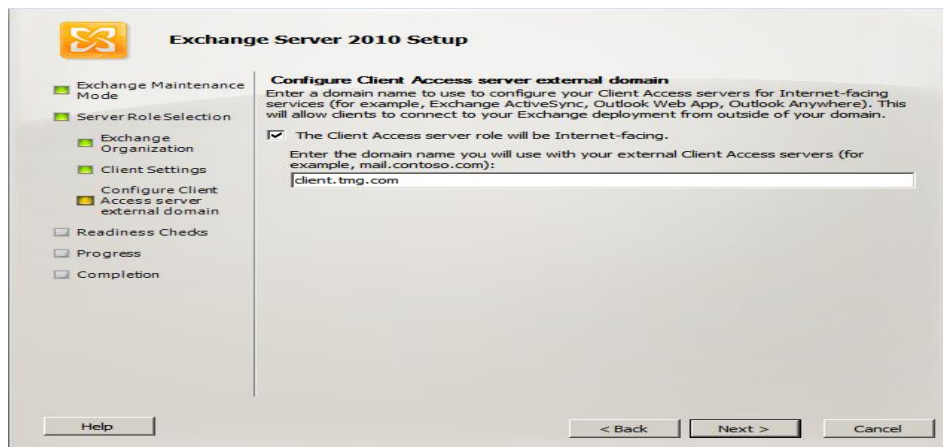 Exchange Server 2010 Setup
Exchange Maintenance
Mode
Server Role Selection
Exchange
Organization
Client Settings
Configure Client
Access server
external domain
Readiness Checks
Progress
Completion
Configure Client Access server external domain
Enter a domain name to use to configure your Client Access servers for Internet-facing
services (for example, Exchange ActiveSync, Outlook Web App, Outlook Anywhere). This
will allow clients to connect to your Exchange deployment from outside of your domain.
The Client Access server role will be Internet-facing.
Enter the domain name you will use with your external Client Access servers (for
example, mail.contoso.com):
client.tmg.com
Help
< Back
Next >
Cancel